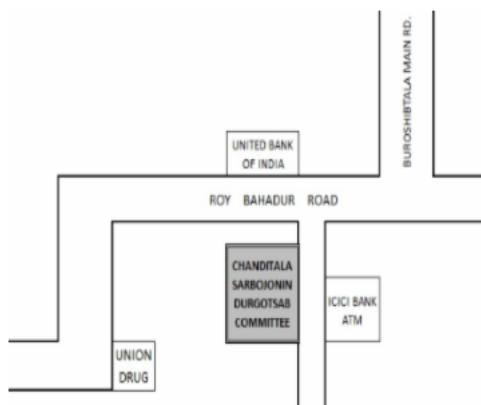 BUROSHIBTALA MAIN RD.
UNITED BANK
OF INDIA
ROY BAHADUR ROAD
CHANDITALA
SARBOJONIN
DURGOTSAB
COMMITTEE
ICICI BANK
ATM
UNION
DRUG